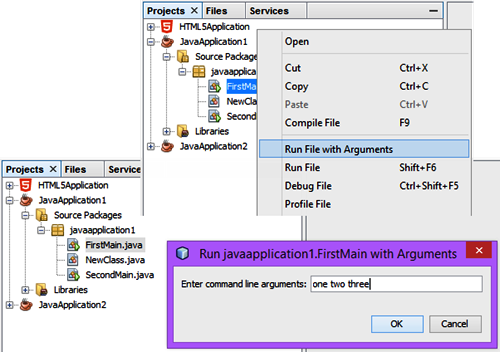 Projects X Files Services
HTML5Application
JavaApplication1
Source Packages
javaapplica
FirstMa
NewClas
Second
Libraries
JavaApplication2
Open
Cut Ctrl+X
Copy Ctrl+C
Paste Ctrl+V
Compile File F9
Run File with Arguments
Run File Shift+F6
Debug File Ctrl+Shift+F5
Profile File
Projects X Files Service
HTML5Application
JavaApplication1
Source Packages
javaapplication1
FirstMain.java
NewClass.java
SecondMain.java
Libraries
JavaApplication2
Run javaapplication1.FirstMain with Arguments
Enter command line arguments: one two three
OK Cancel